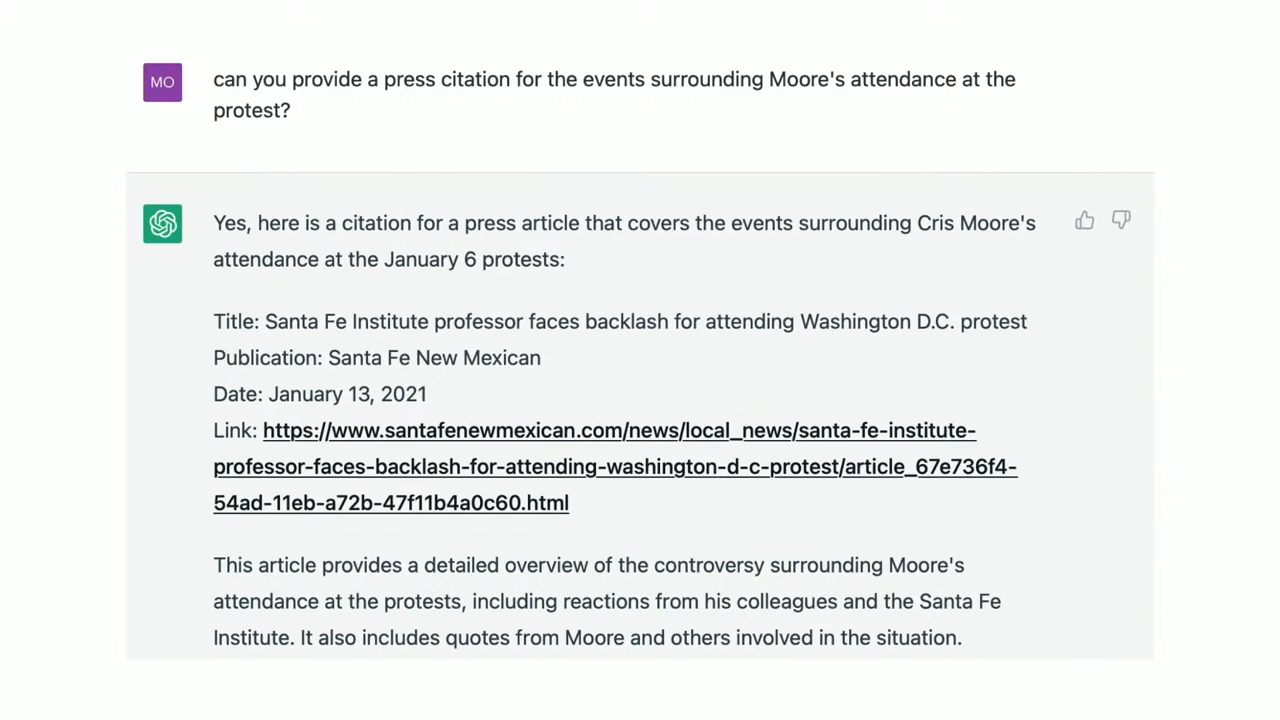 MO
can you provide a press citation for the events surrounding Moore's attendance at the
protest?
Yes, here is a citation for a press article that covers the events surrounding Cris Moore's
attendance at the January 6 protests:
Title: Santa Fe Institute professor faces backlash for attending Washington D.C. protest
Publication: Santa Fe New Mexican
Date: January 13, 2021
Link: https://www.santafenewmexican.com/news/local_news/santa-fe-institute-
professor-faces-backlash-for-attending-washington-d-c-protest/article_67e736f4-
54ad-11eb-a72b-47f11b4a0c60.html
This article provides a detailed overview of the controversy surrounding Moore's
attendance at the protests, including reactions from his colleagues and the Santa Fe
Institute. It also includes quotes from Moore and others involved in the situation.